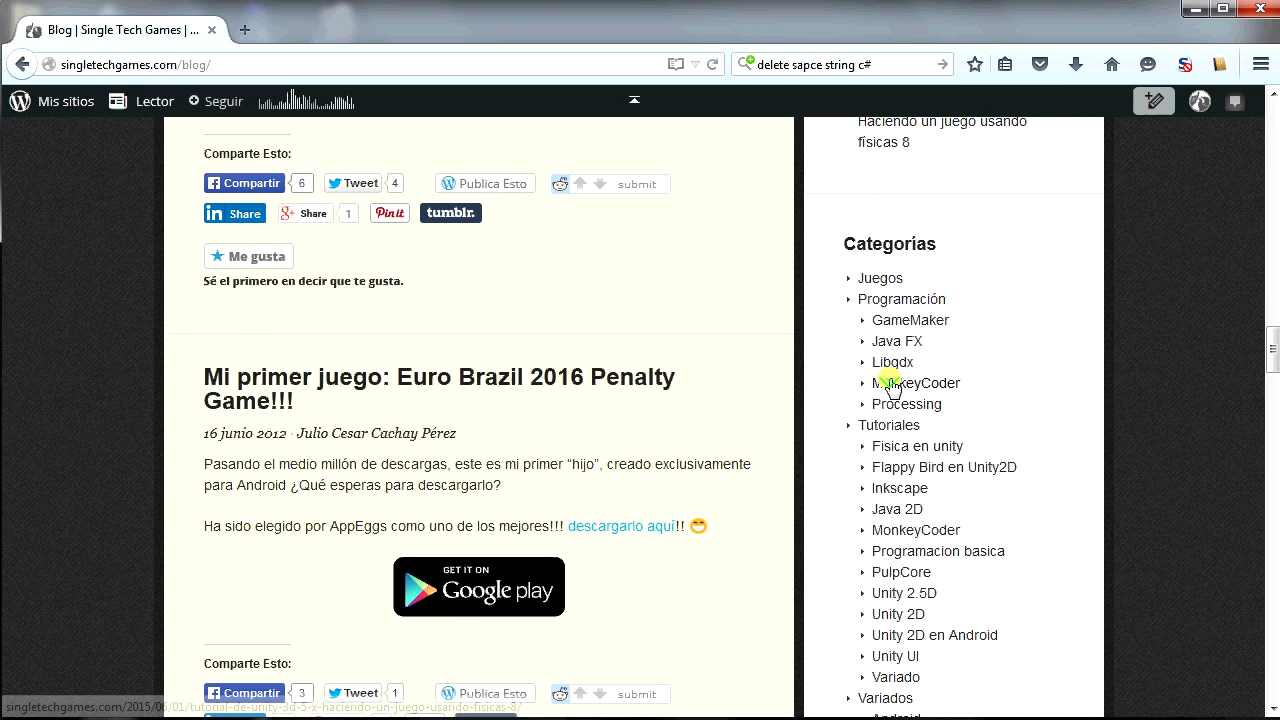 Blog | Single Tech Games | ...
singletechgames.com/blog/
delete sapce string c#
Mis sitios
Lector
Seguir
Comparte Esto:
Compartir 6 Tweet 4 Publica Esto submit
Share Share 1 Pin it tumblr.
Me gusta
Sé el primero en decir que te gusta.
Mi primer juego: Euro Brazil 2016 Penalty
Game!!!
16 junio 2012 · Julio Cesar Cachay Pérez
Pasando el medio millón de descargas, este es mi primer “hijo”, creado exclusivamente
para Android ¿Qué esperas para descargarlo?
Ha sido elegido por AppEggs como uno de los mejores!!! descargarlo aquí!!
GET IT ON
Google play
Comparte Esto:
Compartir 3 Tweet 1 Publica Esto submit
singletechgames.com/2015/06/01/tutorial-de-unity-3d-5-x-haciendo-un-juego-usando-fisicas-8/
Haciendo un juego usando
físicas 8
Categorías
Juegos
Programación
GameMaker
Java FX
Libgdx
MonkeyCoder
Processing
Tutoriales
Fisica en unity
Flappy Bird en Unity2D
Inkscape
Java 2D
MonkeyCoder
Programacion basica
PulpCore
Unity 2.5D
Unity 2D
Unity 2D en Android
Unity UI
Variado
Variados